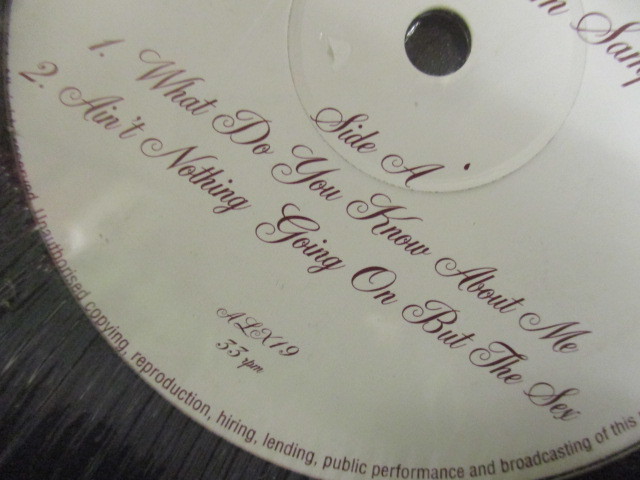 Side A
1. What Do You Know About Me
2. Ain't Nothing Going On But The Sex
ALX19
33 rpm
Unauthorised copying, reproduction, hiring, lending, public performance and broadcasting of this